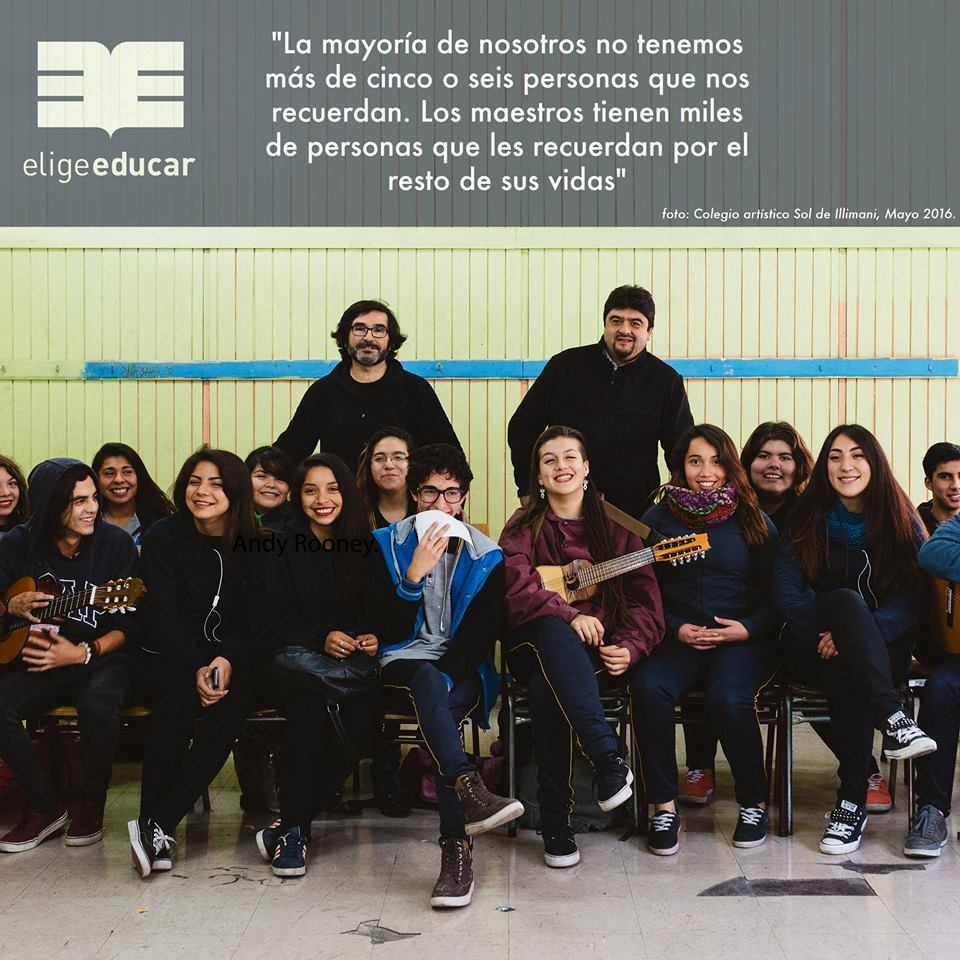 "La mayoría de nosotros no tenemos
más de cinco o seis personas que nos
recuerdan. Los maestros tienen miles
de personas que les recuerdan por el
resto de sus vidas"
eligeeducar
foto: Colegio artístico Sol de Illimani, Mayo 2016.
Andy Rooney.